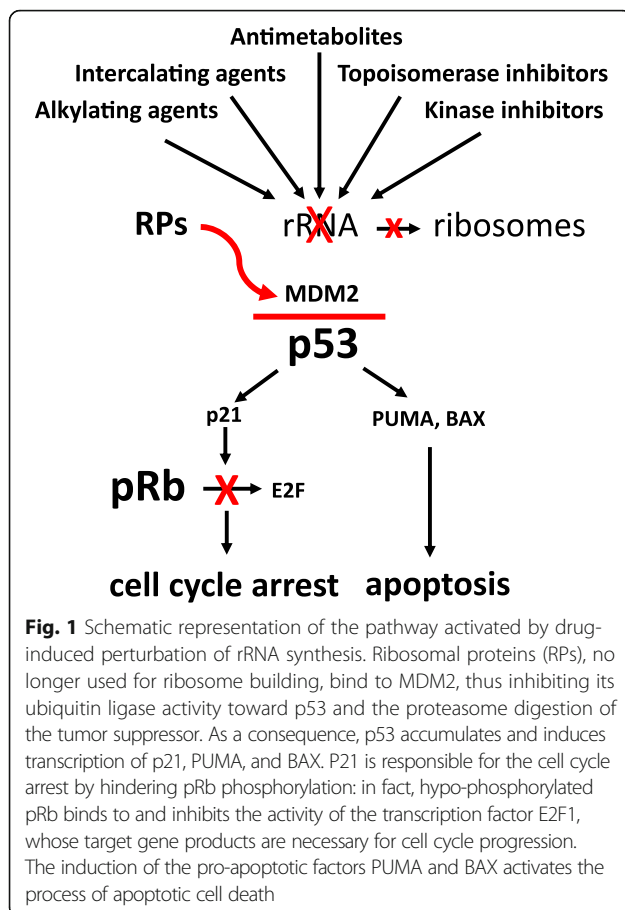 Antimetabolites
Intercalating agents Topoisomerase inhibitors
Alkylating agents Kinase inhibitors
RPs rRNA ribosomes
MDM2
p53
p21 PUMA, BAX
pRb E2F
cell cycle arrest apoptosis
Fig. 1 Schematic representation of the pathway activated by drug-
induced perturbation of rRNA synthesis. Ribosomal proteins (RPs), no
longer used for ribosome building, bind to MDM2, thus inhibiting its
ubiquitin ligase activity toward p53 and the proteasome digestion of
the tumor suppressor. As a consequence, p53 accumulates and induces
transcription of p21, PUMA, and BAX. P21 is responsible for the cell cycle
arrest by hindering pRb phosphorylation: in fact, hypo-phosphorylated
pRb binds to and inhibits the activity of the transcription factor E2F1,
whose target gene products are necessary for cell cycle progression.
The induction of the pro-apoptotic factors PUMA and BAX activates the
process of apoptotic cell death